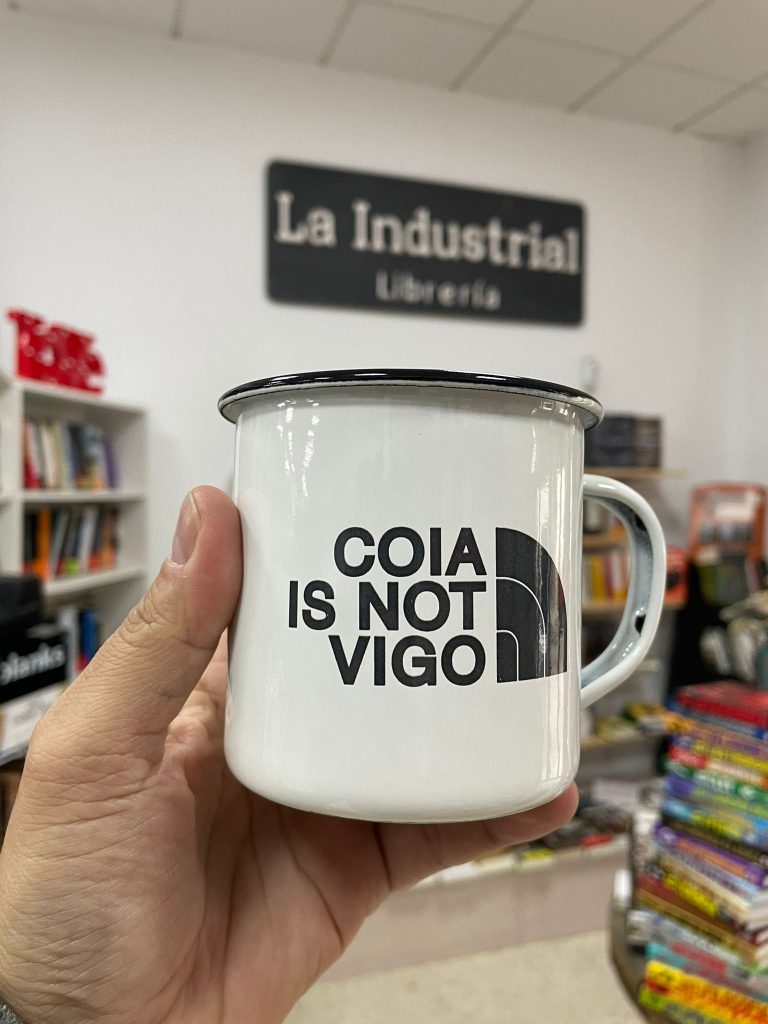 La Industrial
Librería
COIA
IS NOT
VIGO